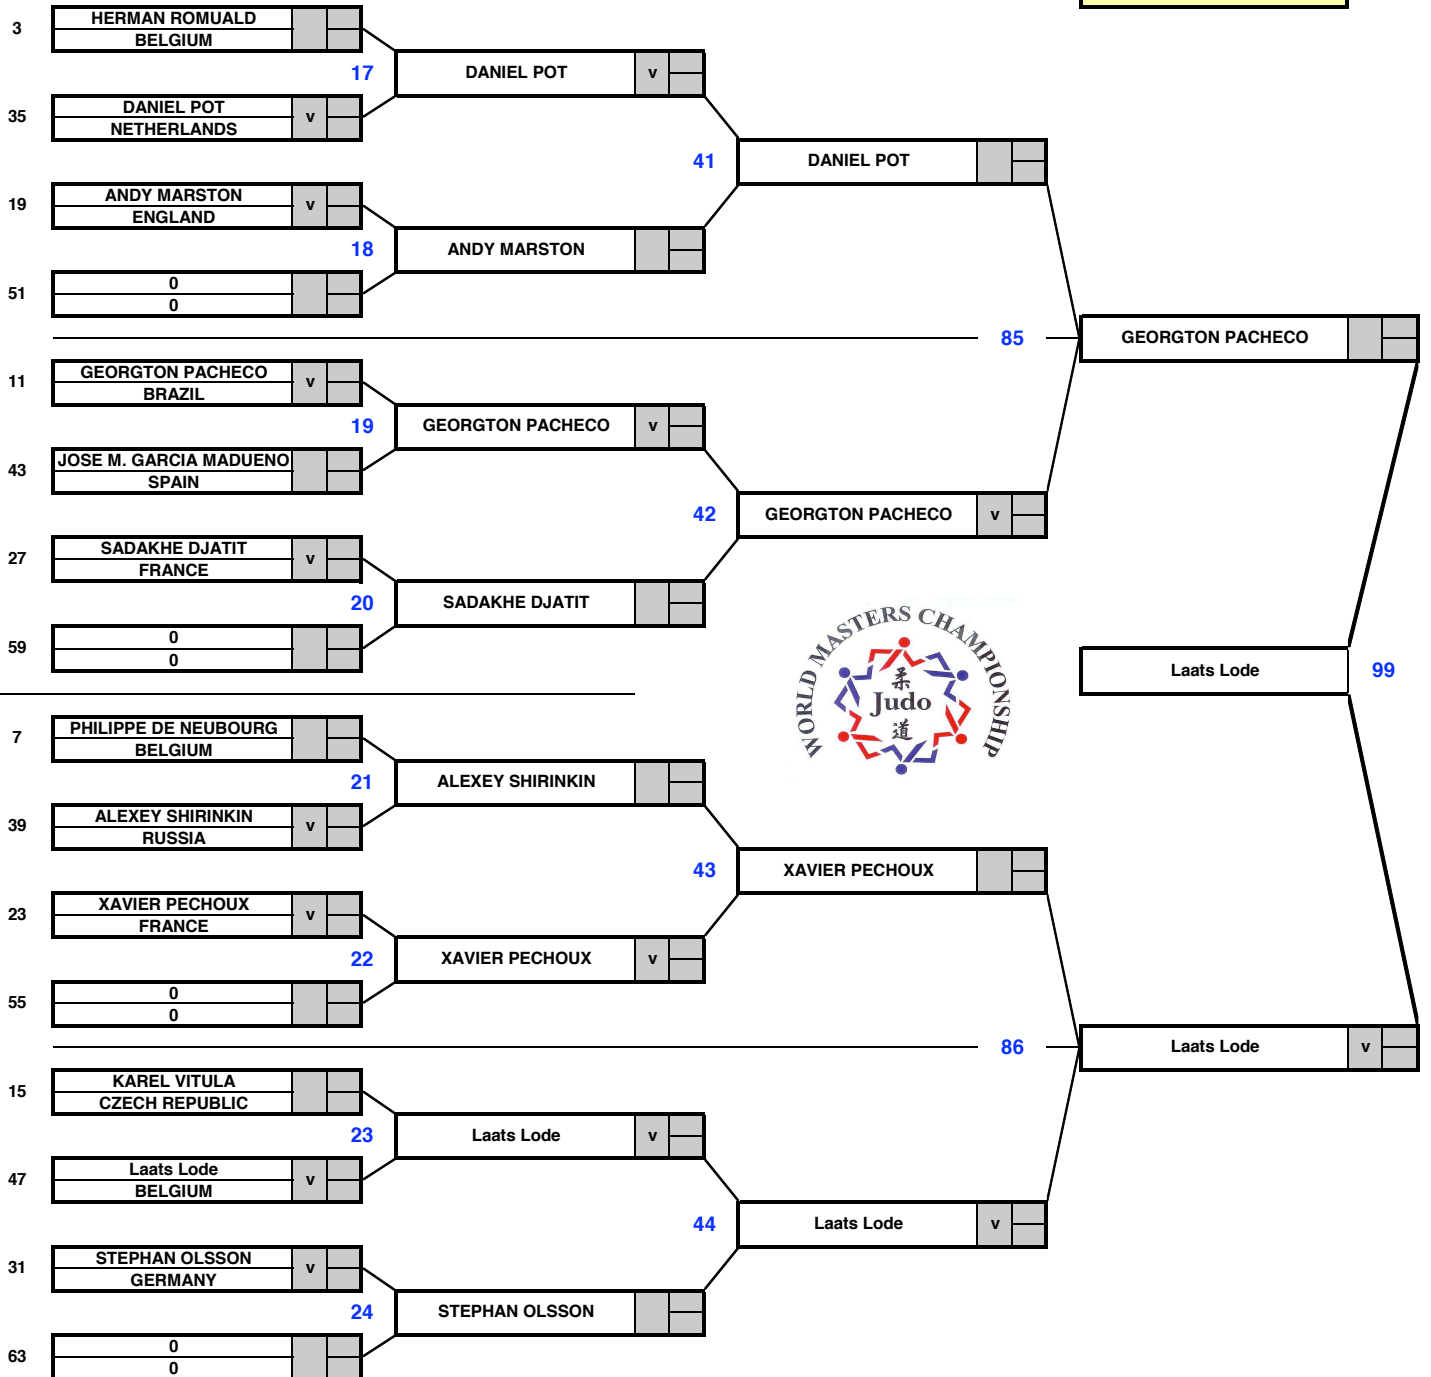 3
HERMAN ROMUALD
BELGIUM
17
DANIEL POT v
35
DANIEL POT v
NETHERLANDS
41
DANIEL POT
19
ANDY MARSTON v
ENGLAND
18
ANDY MARSTON
51
0
0
85
GEORGTON PACHECO
11
GEORGTON PACHECO v
BRAZIL
19
GEORGTON PACHECO v
43
JOSE M. GARCIA MADUENO
SPAIN
42
GEORGTON PACHECO v
27
SADAKHE DJATIT v
FRANCE
20
SADAKHE DJATIT
59
0
0
WORLD MASTERS CHAMPIONSHIP
柔
Judo
道
Laats Lode
99
7
PHILIPPE DE NEUBOURG
BELGIUM
21
ALEXEY SHIRINKIN
39
ALEXEY SHIRINKIN v
RUSSIA
43
XAVIER PECHOUX
23
XAVIER PECHOUX v
FRANCE
22
XAVIER PECHOUX v
55
0
0
86
Laats Lode v
15
KAREL VITULA
CZECH REPUBLIC
23
Laats Lode v
47
Laats Lode v
BELGIUM
44
Laats Lode v
31
STEPHAN OLSSON v
GERMANY
24
STEPHAN OLSSON
63
0
0